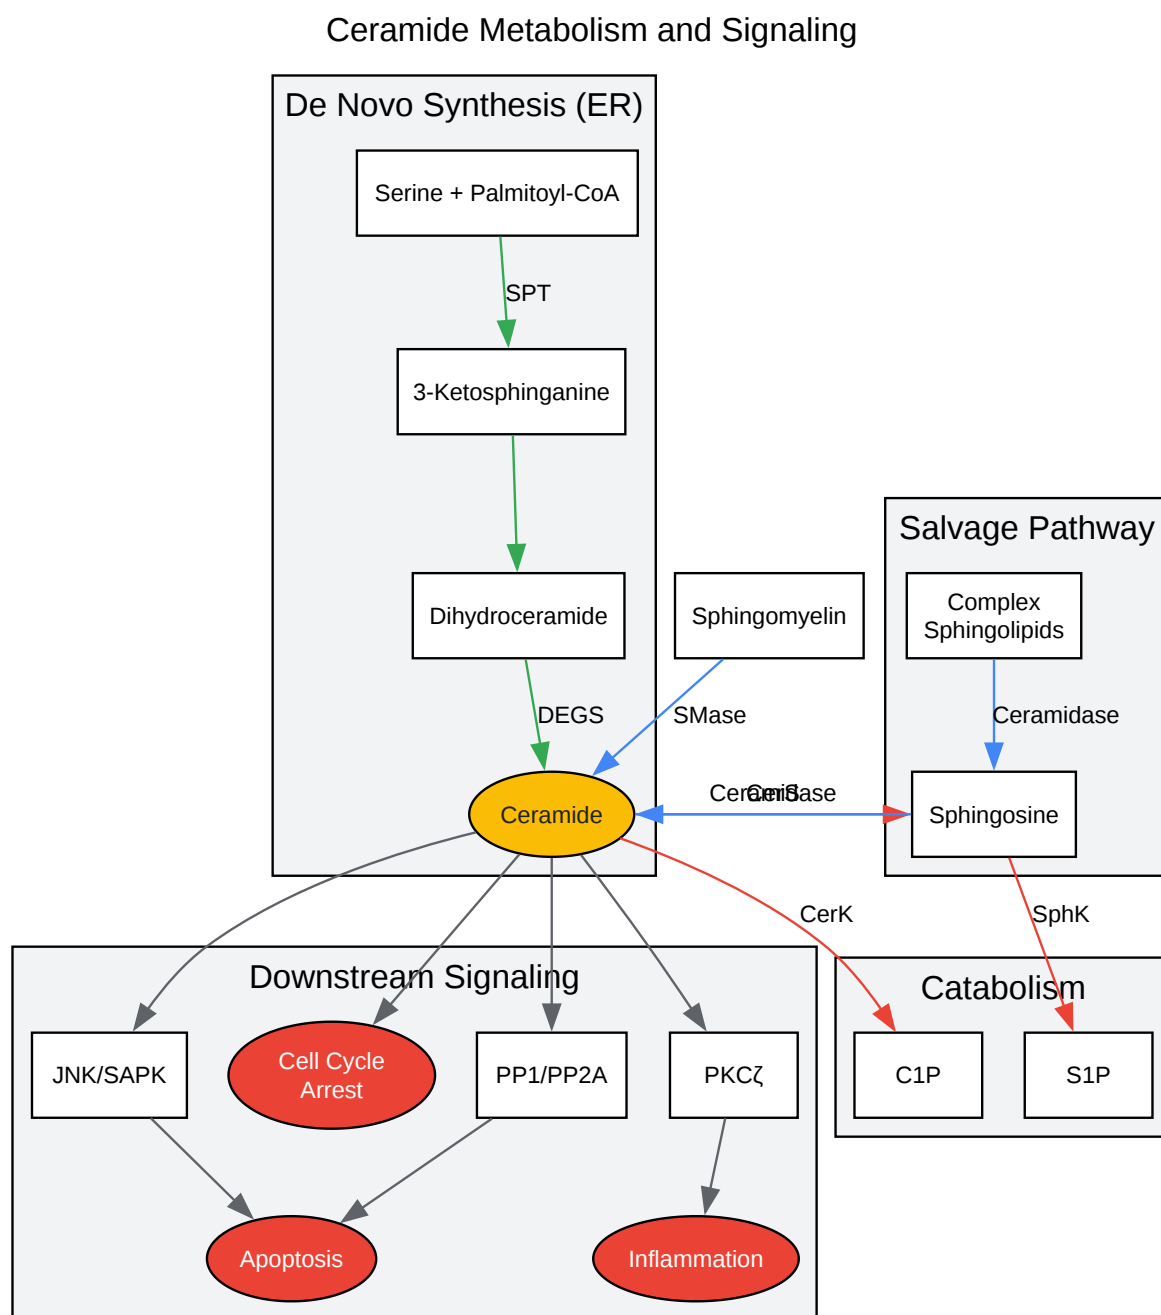 Ceramide Metabolism and Signaling
De Novo Synthesis (ER)
Serine + Palmitoyl-CoA
SPT
3-Ketosphinganine
Salvage Pathway
Dihydroceramide
Sphingomyelin
Complex
Sphingolipids
DEGS
SMase
Ceramidase
Ceramidase
CerS
Ceramide
Sphingosine
CerK
SphK
Downstream Signaling
Catabolism
JNK/SAPK
Cell Cycle
Arrest
PP1/PP2A
PKCζ
C1P
S1P
Apoptosis
Inflammation